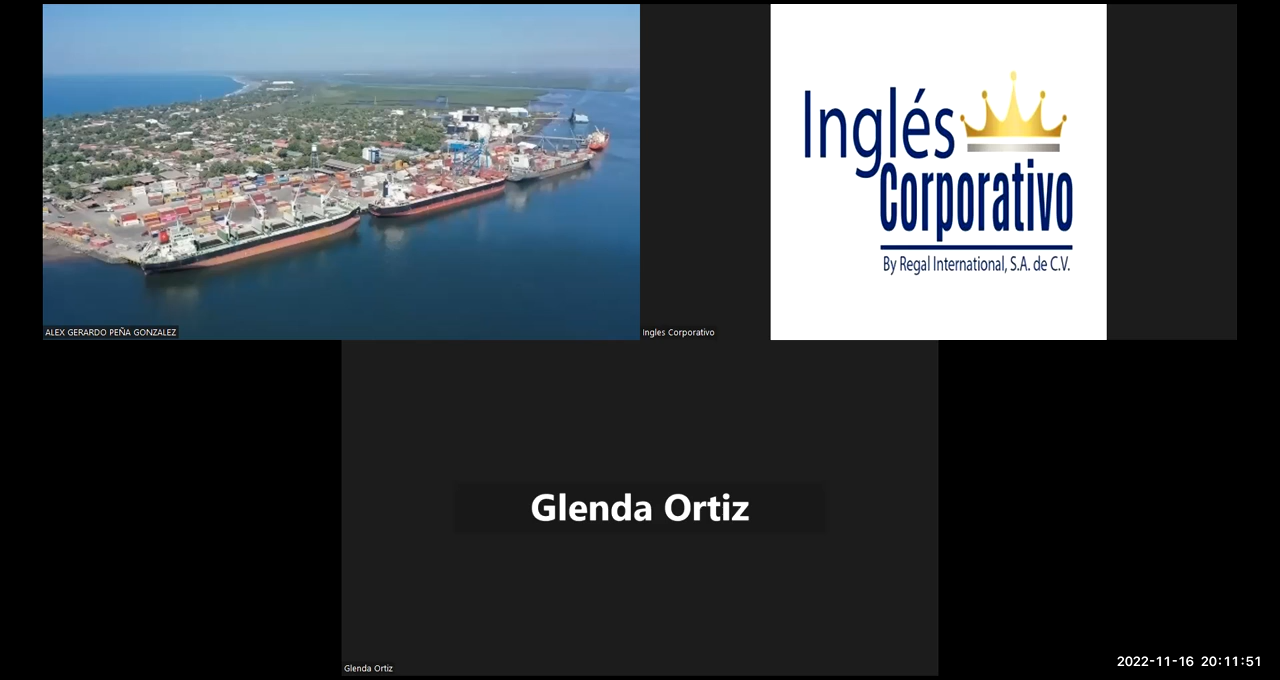 ALEX GERARDO PEÑA GONZALEZ
Inglés
Corporativo
By Regal International, S.A. de C.V.
Ingles Corporativo
Glenda Ortiz
Glenda Ortiz
2022-11-16 20:11:51